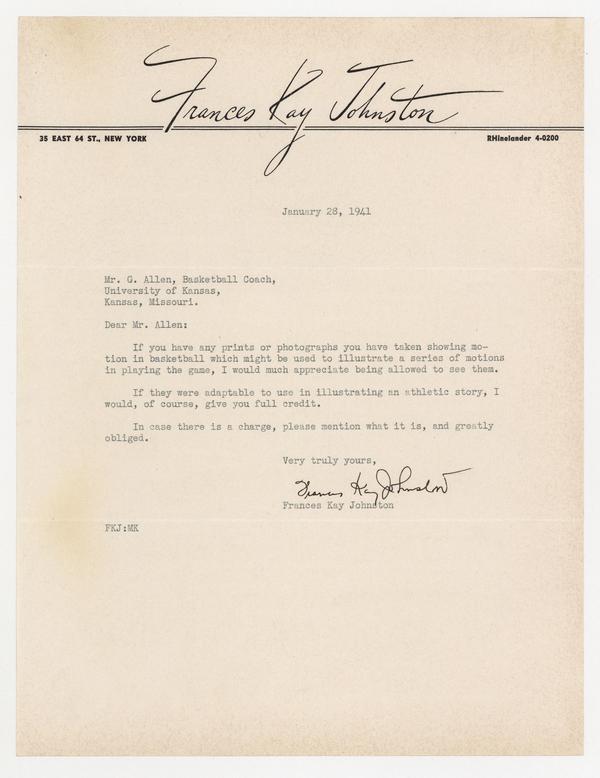 Frances Kay Johnston
35 EAST 64 ST., NEW YORK
RHinelander 4-0200
January 28, 1941
Mr. G. Allen, Basketball Coach,
University of Kansas,
Kansas, Missouri.
Dear Mr. Allen:
If you have any prints or photographs you have taken showing mo-
tion in basketball which might be used to illustrate a series of motions
in playing the game, I would much appreciate being allowed to see them.
If they were adaptable to use in illustrating an athletic story, I
would, of course, give you full credit.
In case there is a charge, please mention what it is, and greatly
obliged.
Very truly yours,
Frances Kay Johnston
Frances Kay Johnston
FKJ:MK